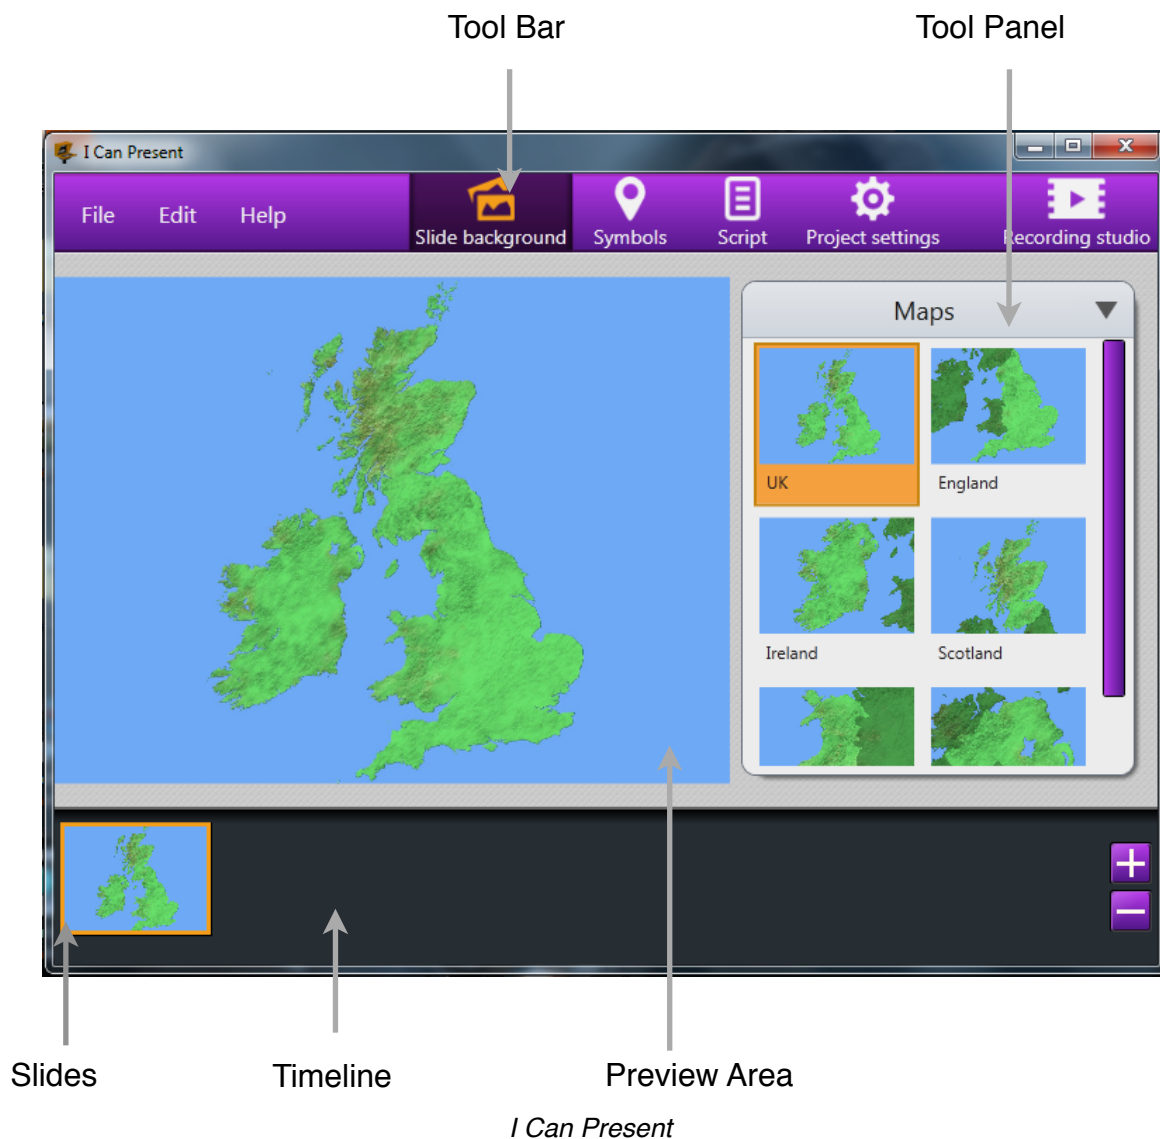 Tool Bar
Tool Panel
I Can Present
File
Edit
Help
Slide background
Symbols
Script
Project settings
Recording studio
Maps
UK
England
Ireland
Scotland
Slides
Timeline
Preview Area
I Can Present